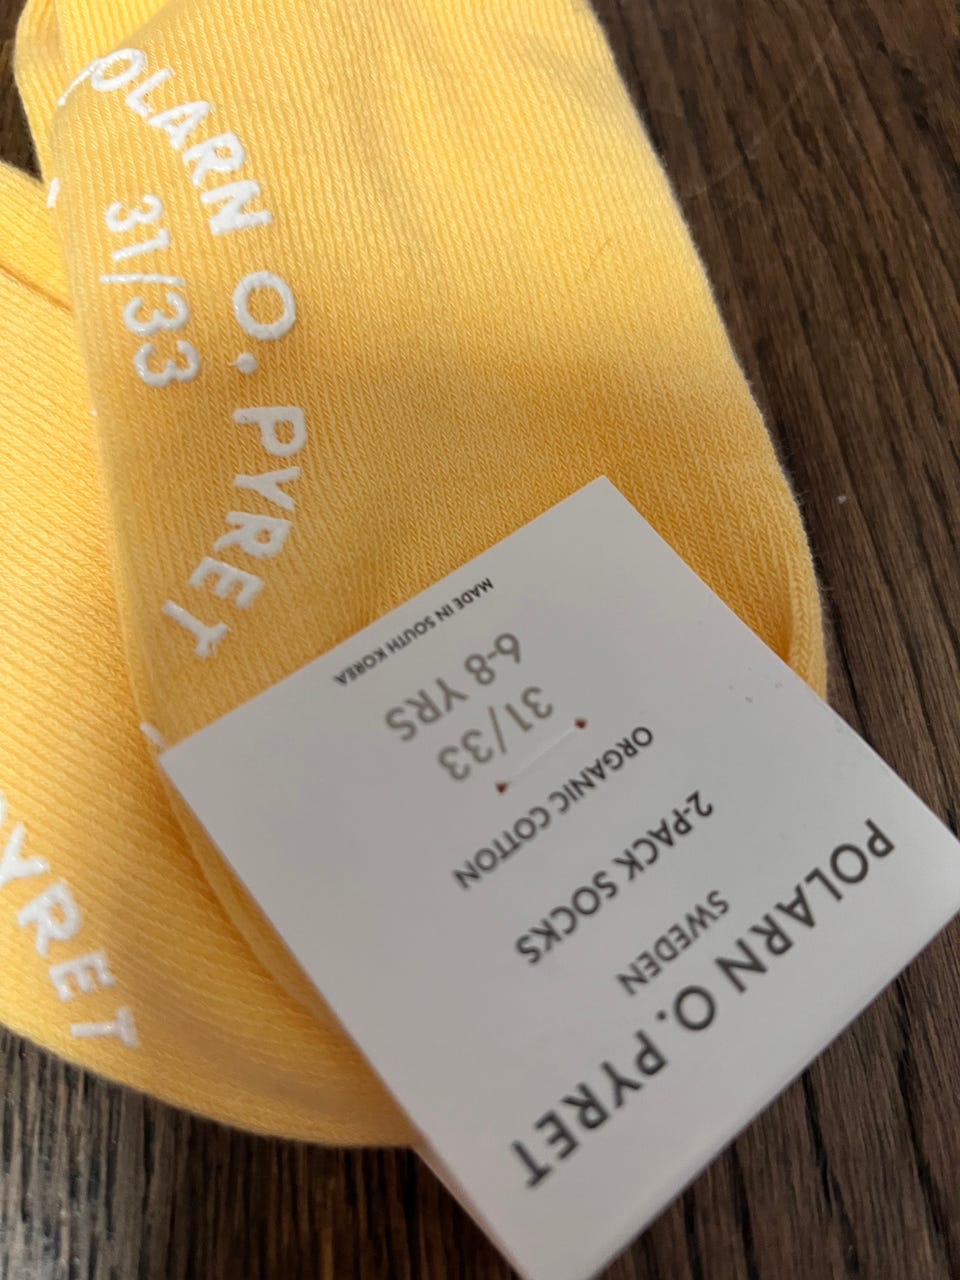 POLARN O. PYRET
31/33
PYRET
POLARN O. PYRET
SWEDEN
2-PACK SOCKS
ORGANIC COTTON
31/33
6-8 YRS
MADE IN SOUTH KOREA